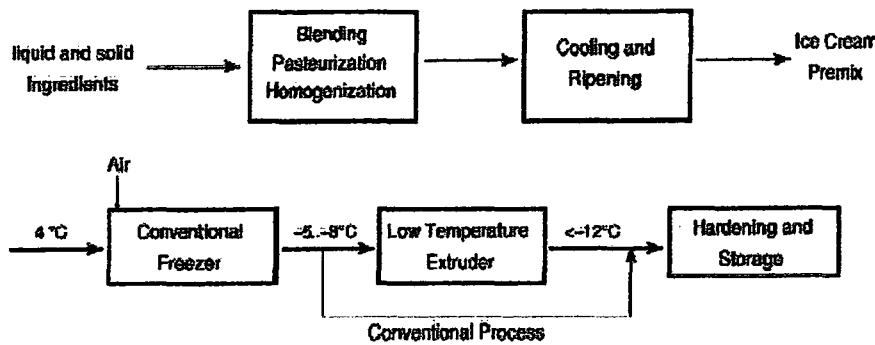 liquid and solid
Ingredients
Blending
Pasteurization
Homogenization
Cooling and
Ripening
Ice Cream
Premix
Air
4 °C
Conventional
Freezer
-5..-8°C
Low Temperature
Extruder
<-12°C
Hardening and
Storage
Conventional Process